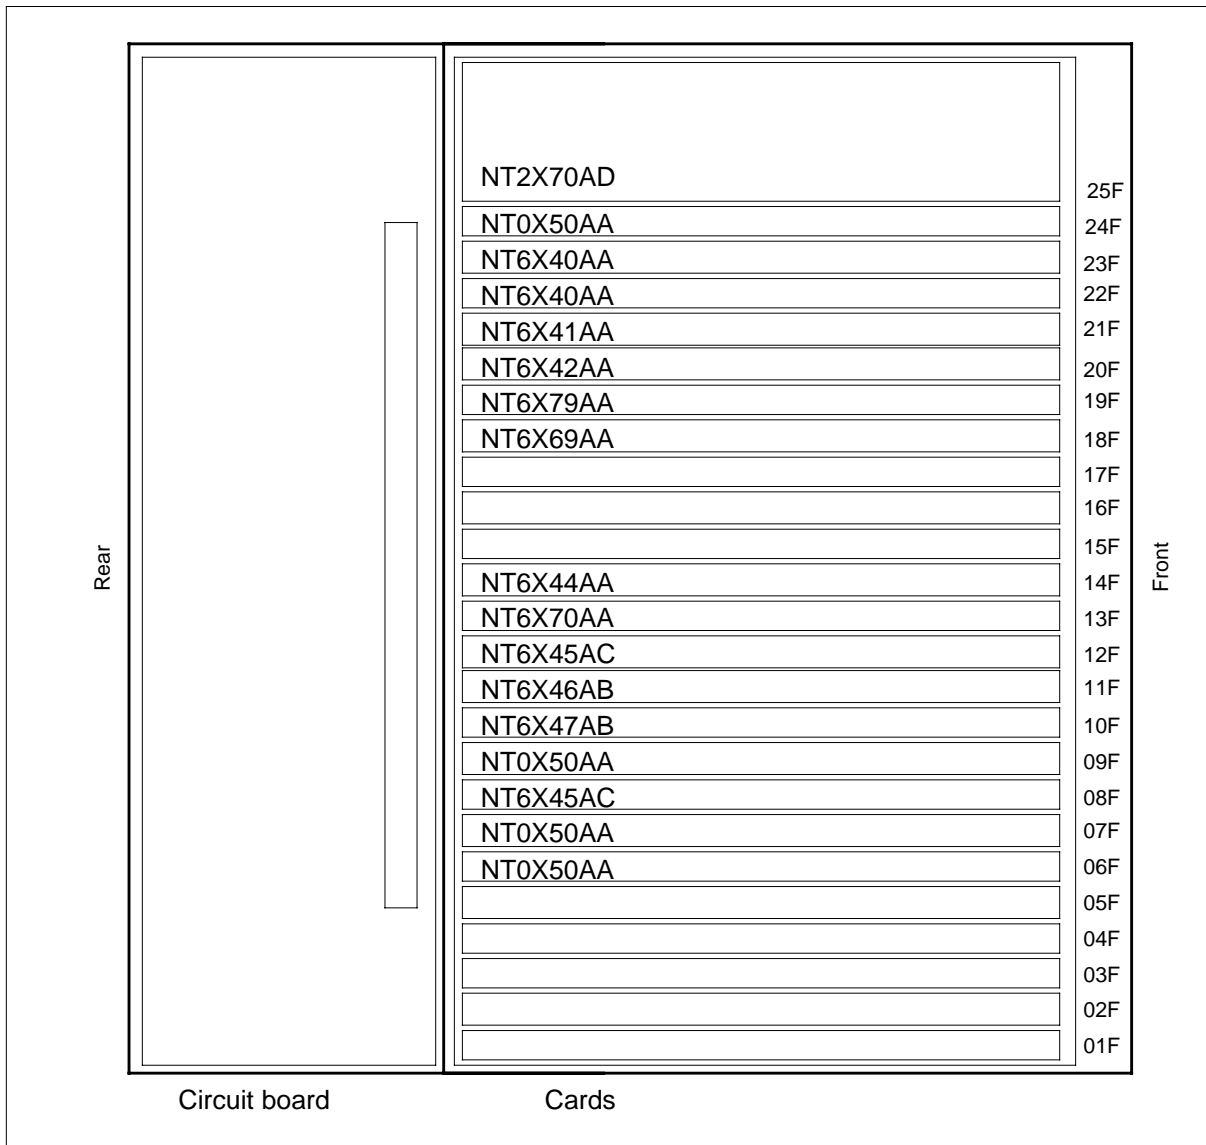 NT2X70AD 25F
NT0X50AA 24F
NT6X40AA 23F
NT6X40AA 22F
NT6X41AA 21F
NT6X42AA 20F
NT6X79AA 19F
NT6X69AA 18F
17F
16F
15F
Rear
Front
NT6X44AA 14F
NT6X70AA 13F
NT6X45AC 12F
NT6X46AB 11F
NT6X47AB 10F
NT0X50AA 09F
NT6X45AC 08F
NT0X50AA 07F
NT0X50AA 06F
05F
04F
03F
02F
01F
Circuit board Cards